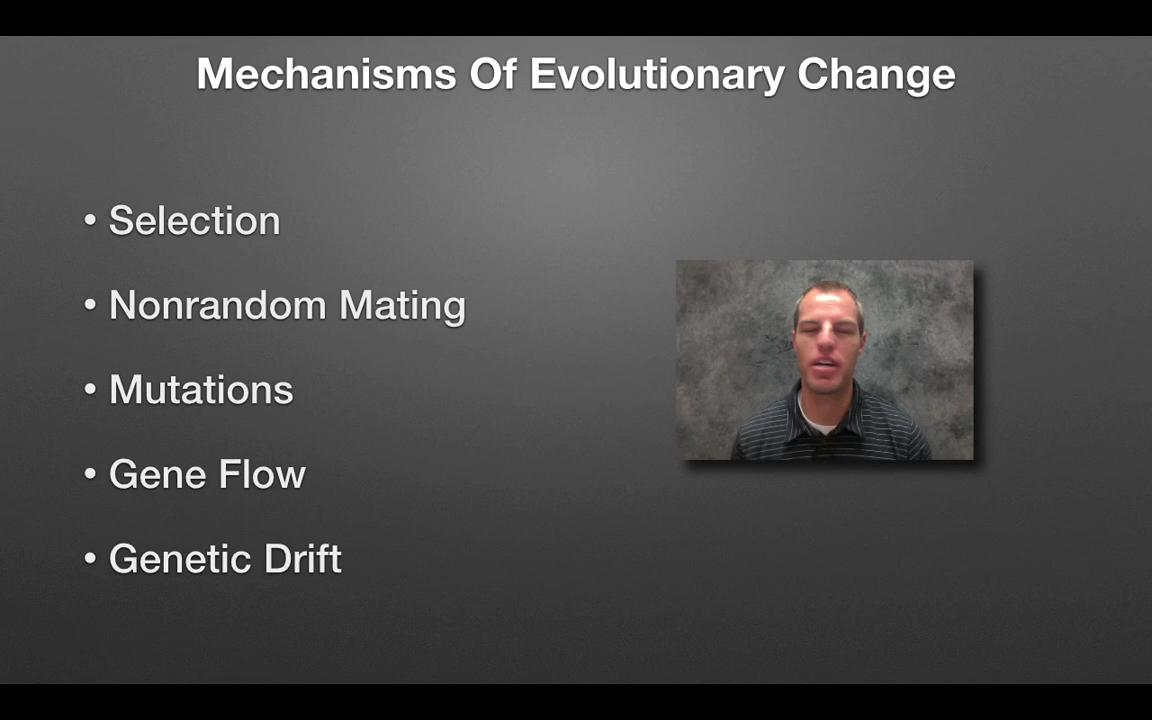 Mechanisms Of Evolutionary Change
• Selection
• Nonrandom Mating
• Mutations
• Gene Flow
• Genetic Drift